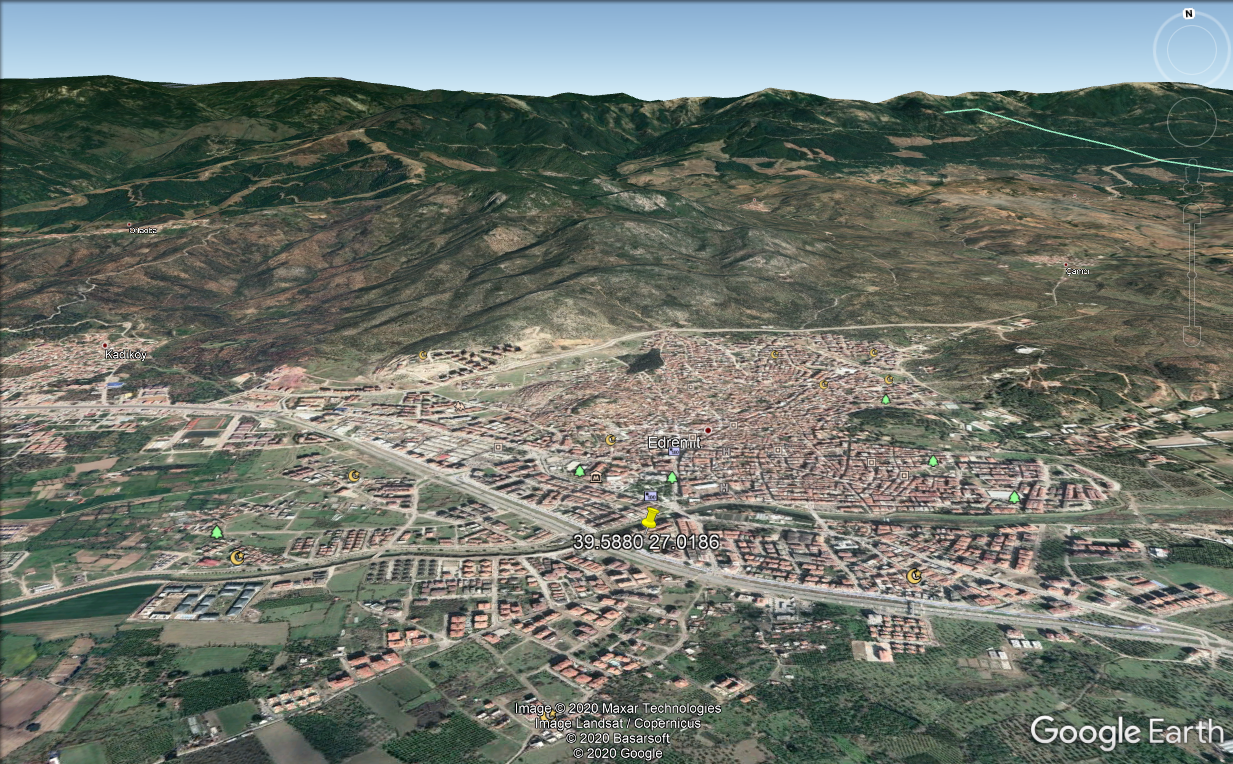 N
Çamcı
Kadıköy
Edremit
39.5880 27.0186
Image © 2020 Maxar Technologies
Image Landsat / Copernicus
© 2020 Basarsoft
© 2020 Google
Google Earth